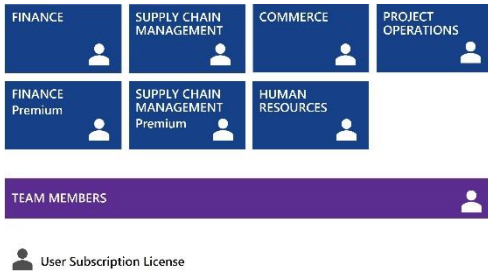 FINANCE
SUPPLY CHAIN
MANAGEMENT
COMMERCE
PROJECT
OPERATIONS
FINANCE
Premium
SUPPLY CHAIN
MANAGEMENT
Premium
HUMAN
RESOURCES
TEAM MEMBERS
User Subscription License